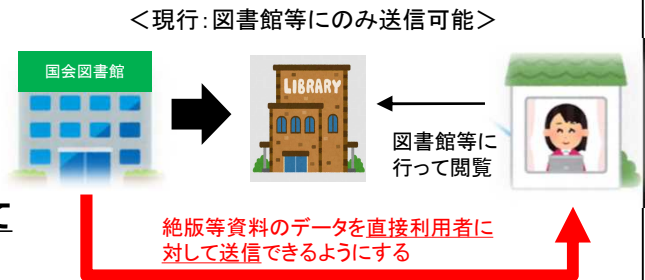 ＜現行：図書館等にのみ送信可能＞
国会図書館
LIBRARY
図書館等に
行って閲覧
て
絶版等資料のデータを直接利用者に
対して送信できるようにする